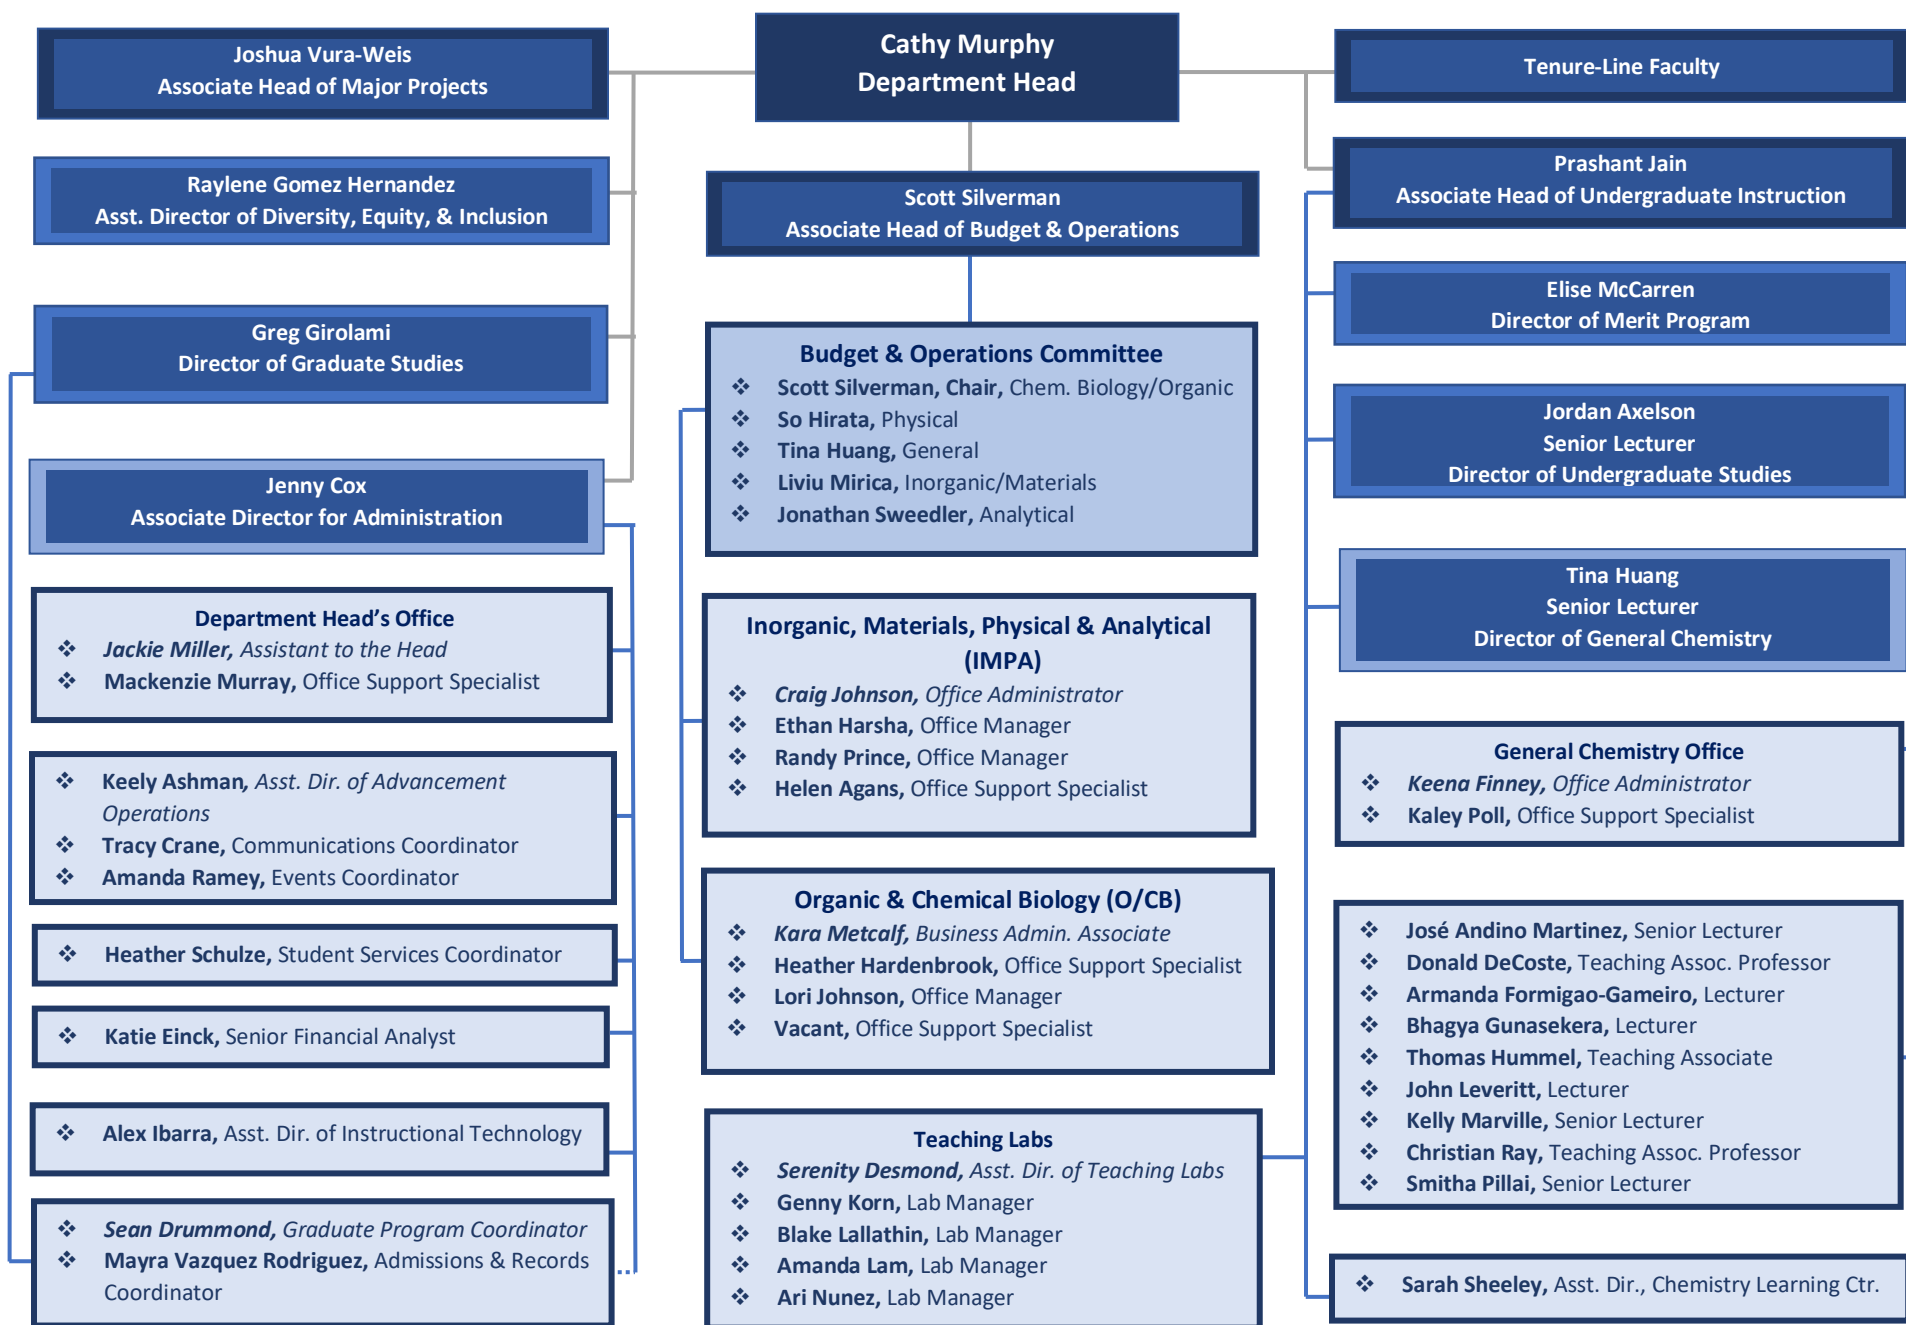 Joshua Vura-Weis
Associate Head of Major Projects
Raylene Gomez Hernandez
Asst. Director of Diversity, Equity, & Inclusion
Greg Girolami
Director of Graduate Studies
Jenny Cox
Associate Director for Administration
Department Head’s Office
❖ Jackie Miller, Assistant to the Head
❖ Mackenzie Murray, Office Support Specialist
❖ Keely Ashman, Asst. Dir. of Advancement
Operations
❖ Tracy Crane, Communications Coordinator
❖ Amanda Ramey, Events Coordinator
❖ Heather Schulze, Student Services Coordinator
❖ Katie Einck, Senior Financial Analyst
❖ Alex Ibarra, Asst. Dir. of Instructional Technology
❖ Sean Drummond, Graduate Program Coordinator
❖ Mayra Vazquez Rodriguez, Admissions & Records
Coordinator
Cathy Murphy
Department Head
Scott Silverman
Associate Head of Budget & Operations
Budget & Operations Committee
❖ Scott Silverman, Chair, Chem. Biology/Organic
❖ So Hirata, Physical
❖ Tina Huang, General
❖ Liviu Mirica, Inorganic/Materials
❖ Jonathan Sweedler, Analytical
Inorganic, Materials, Physical & Analytical
(IMPA)
❖ Craig Johnson, Office Administrator
❖ Ethan Harsha, Office Manager
❖ Randy Prince, Office Manager
❖ Helen Agans, Office Support Specialist
Organic & Chemical Biology (O/CB)
❖ Kara Metcalf, Business Admin. Associate
❖ Heather Hardenbrook, Office Support Specialist
❖ Lori Johnson, Office Manager
❖ Vacant, Office Support Specialist
Teaching Labs
❖ Serenity Desmond, Asst. Dir. of Teaching Labs
❖ Genny Korn, Lab Manager
❖ Blake Lallathin, Lab Manager
❖ Amanda Lam, Lab Manager
❖ Ari Nunez, Lab Manager
Tenure-Line Faculty
Prashant Jain
Associate Head of Undergraduate Instruction
Elise McCarren
Director of Merit Program
Jordan Axelson
Senior Lecturer
Director of Undergraduate Studies
Tina Huang
Senior Lecturer
Director of General Chemistry
General Chemistry Office
❖ Keena Finney, Office Administrator
❖ Kaley Poll, Office Support Specialist
❖ José Andino Martinez, Senior Lecturer
❖ Donald DeCoste, Teaching Assoc. Professor
❖ Armanda Formigao-Gameiro, Lecturer
❖ Bhagya Gunasekera, Lecturer
❖ Thomas Hummel, Teaching Associate
❖ John Leveritt, Lecturer
❖ Kelly Marville, Senior Lecturer
❖ Christian Ray, Teaching Assoc. Professor
❖ Smitha Pillai, Senior Lecturer
❖ Sarah Sheeley, Asst. Dir., Chemistry Learning Ctr.